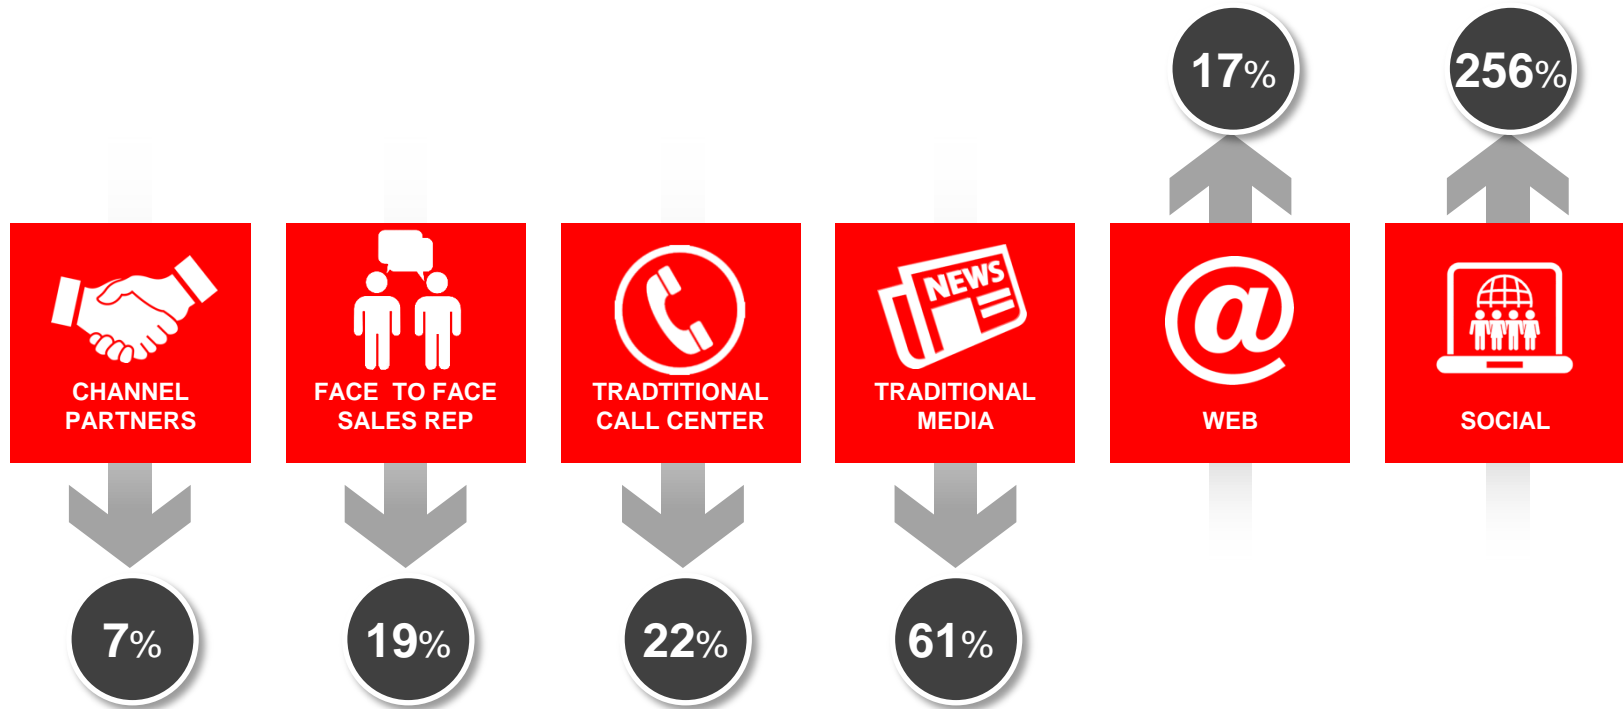 17%
256%
NEWS
CHANNEL
PARTNERS
FACE TO FACE
SALES REP
TRADTITIONAL
CALL CENTER
TRADITIONAL
MEDIA
@
WEB
SOCIAL
7%
19%
22%
61%